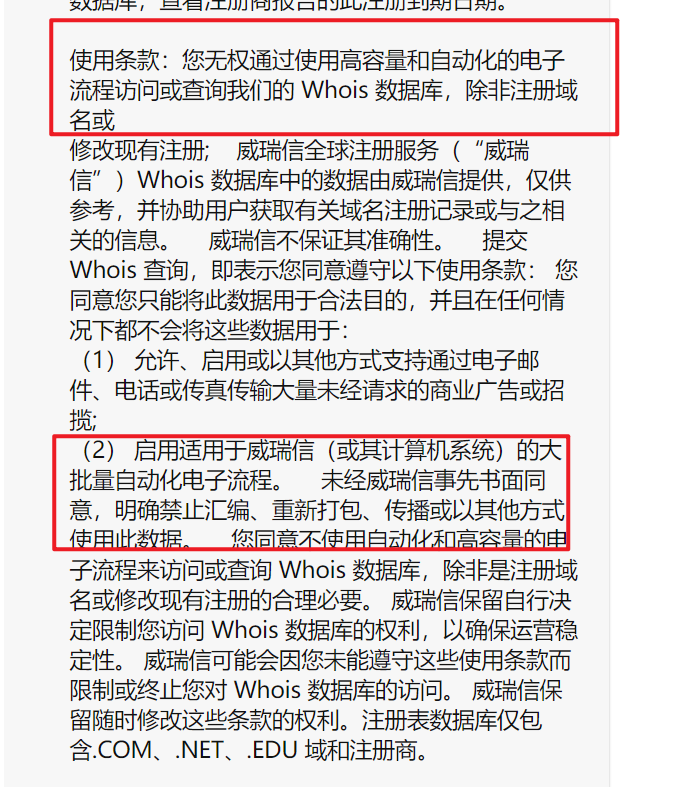 数据库，查看注册商报告的此注册到期日期。
使用条款：您无权通过使用高容量和自动化的电子
流程访问或查询我们的 Whois 数据库，除非注册域
名或
修改现有注册;　威瑞信全球注册服务（“威瑞
信”）Whois 数据库中的数据由威瑞信提供，仅供
参考，并协助用户获取有关域名注册记录或与之相
关的信息。　威瑞信不保证其准确性。　提交
Whois 查询，即表示您同意遵守以下使用条款： 您
同意您只能将此数据用于合法目的，并且在任何情
况下都不会将这些数据用于：
（1） 允许、启用或以其他方式支持通过电子邮
件、电话或传真传输大量未经请求的商业广告或招
揽;
（2） 启用适用于威瑞信（或其计算机系统）的大
批量自动化电子流程。　未经威瑞信事先书面同
意，明确禁止汇编、重新打包、传播或以其他方式
使用此数据。　您同意不使用自动化和高容量的电
子流程来访问或查询 Whois 数据库，除非是注册域
名或修改现有注册的合理必要。 威瑞信保留自行决
定限制您访问 Whois 数据库的权利，以确保运营稳
定性。 威瑞信可能会因您未能遵守这些使用条款而
限制或终止您对 Whois 数据库的访问。 威瑞信保
留随时修改这些条款的权利。注册表数据库仅包
含.COM、.NET、.EDU 域和注册商。